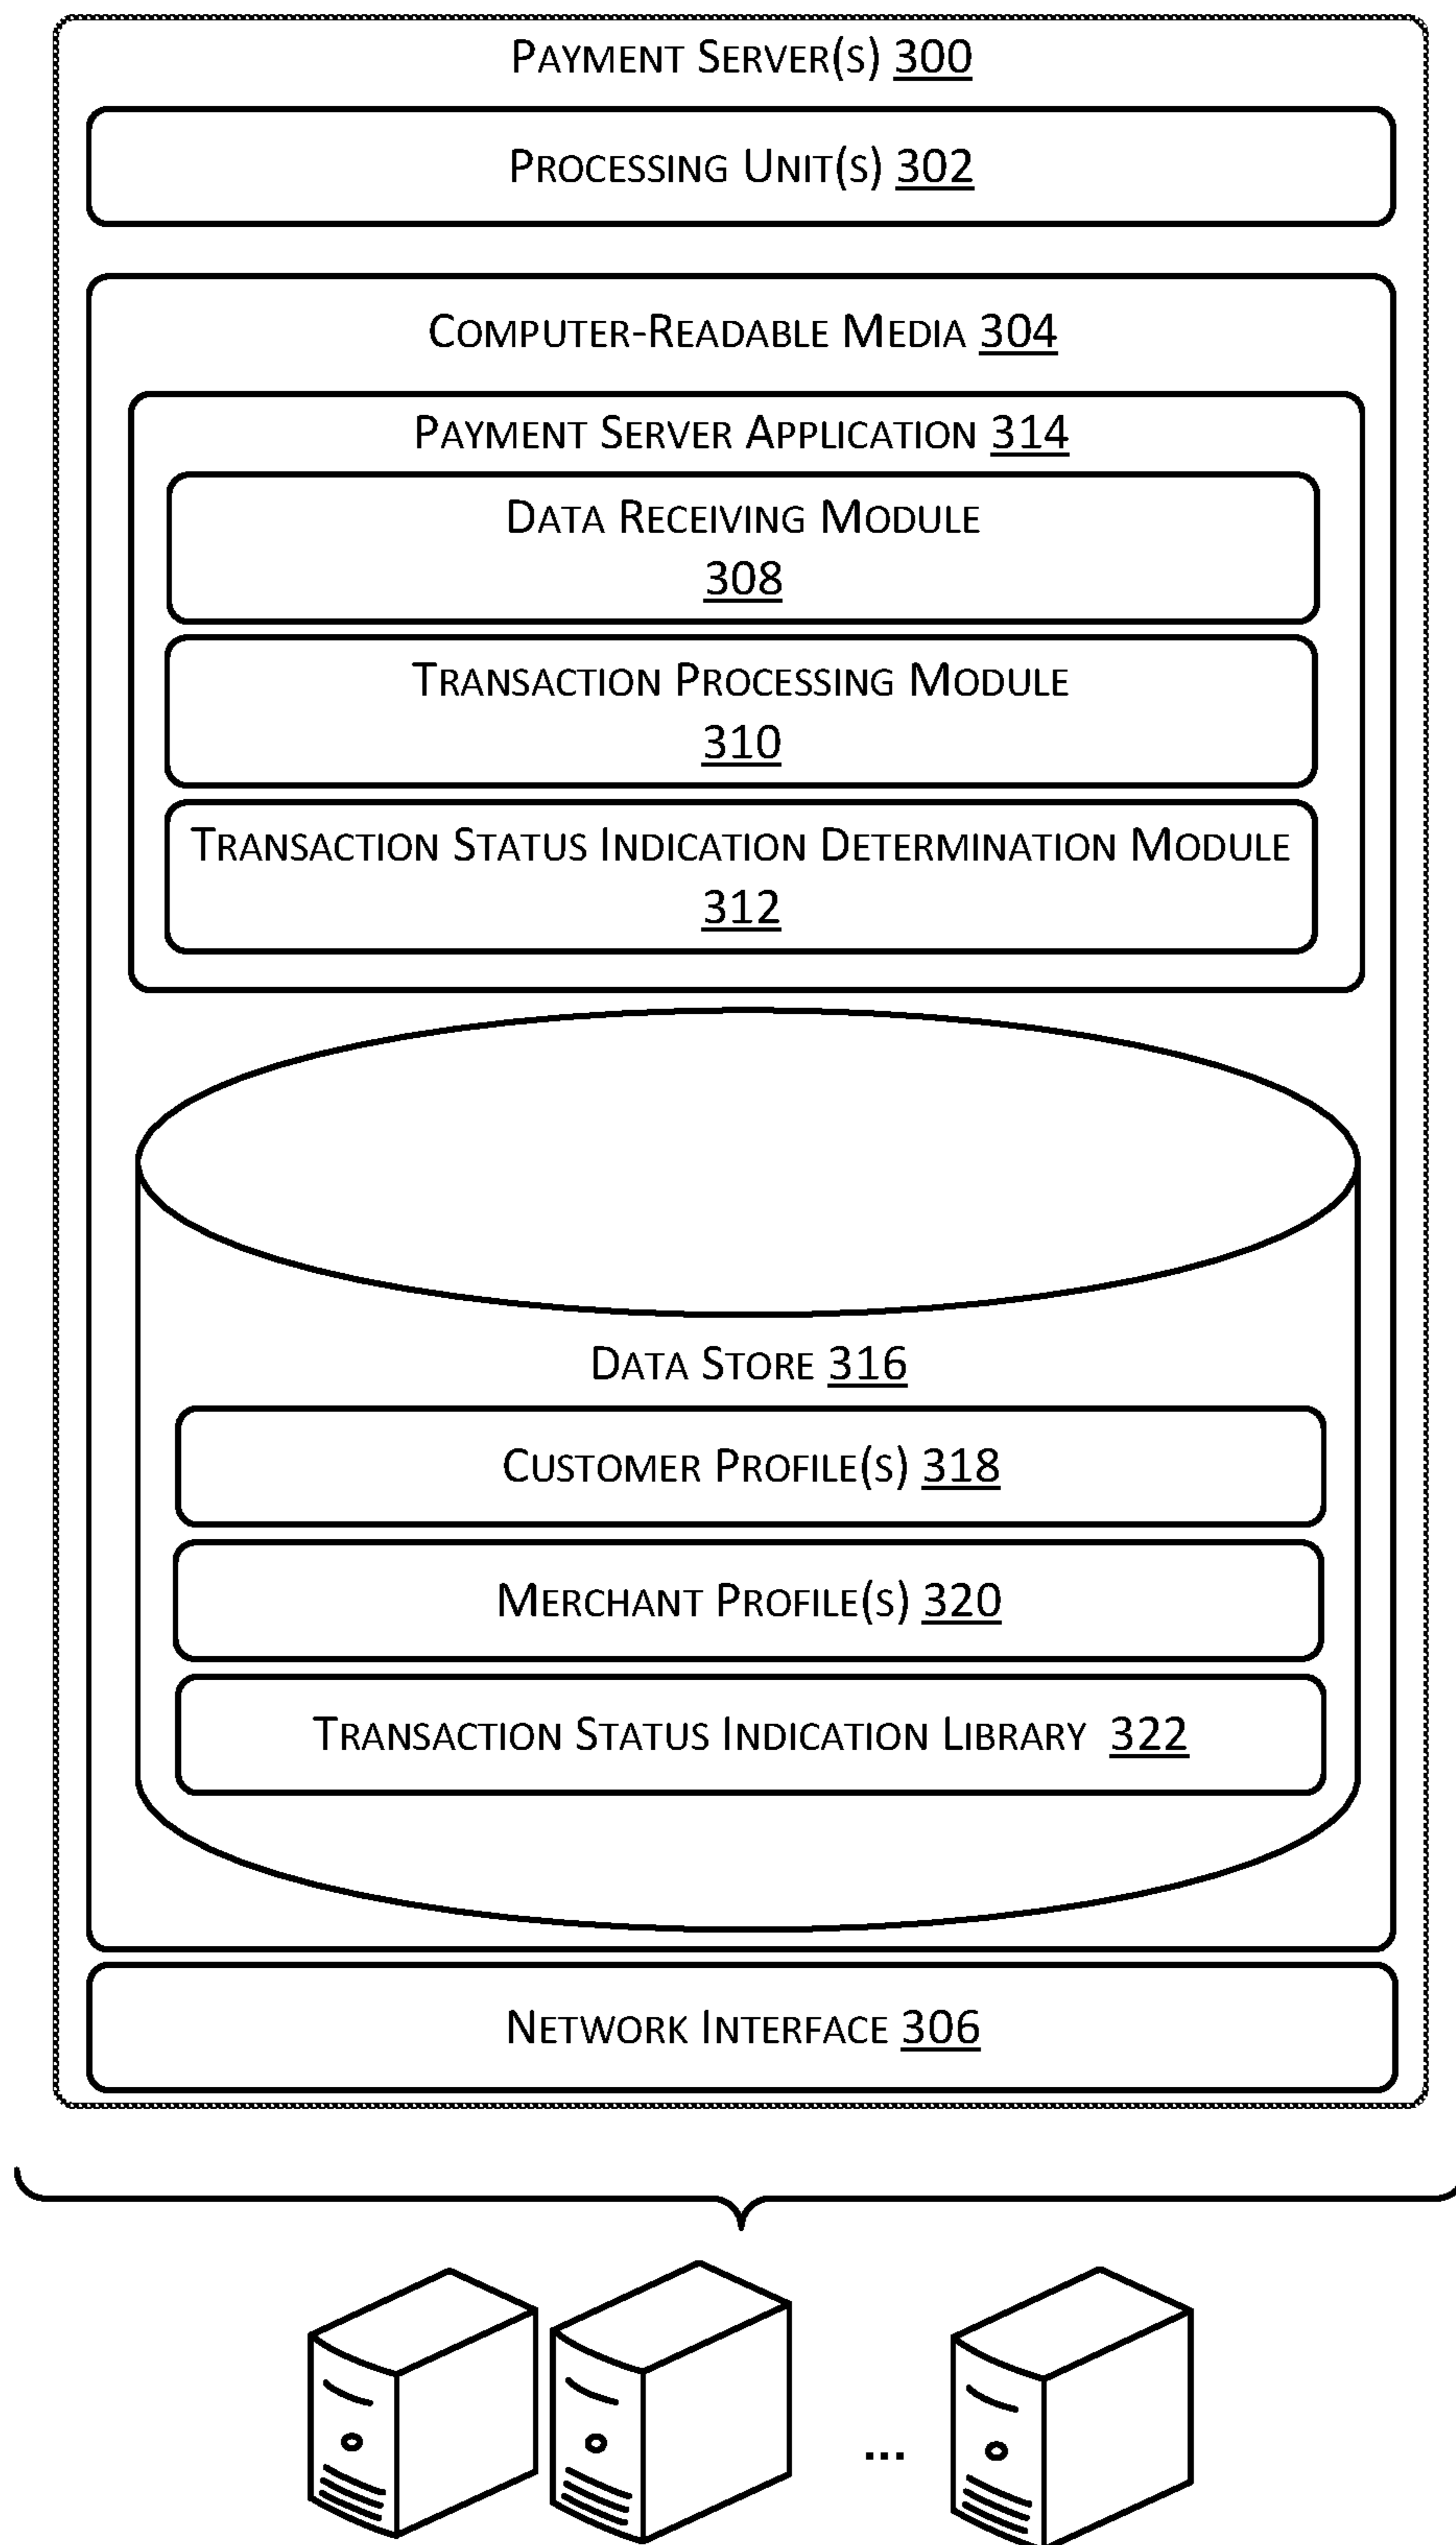 PAYMENT SERVER(S) 300
PROCESSING UNIT(S) 302
COMPUTER-READABLE MEDIA 304
PAYMENT SERVER APPLICATION 314
DATA RECEIVING MODULE
308
TRANSACTION PROCESSING MODULE
310
TRANSACTION STATUS INDICATION DETERMINATION MODULE
312
DATA STORE 316
CUSTOMER PROFILE(S) 318
MERCHANT PROFILE(S) 320
TRANSACTION STATUS INDICATION LIBRARY 322
NETWORK INTERFACE 306
...